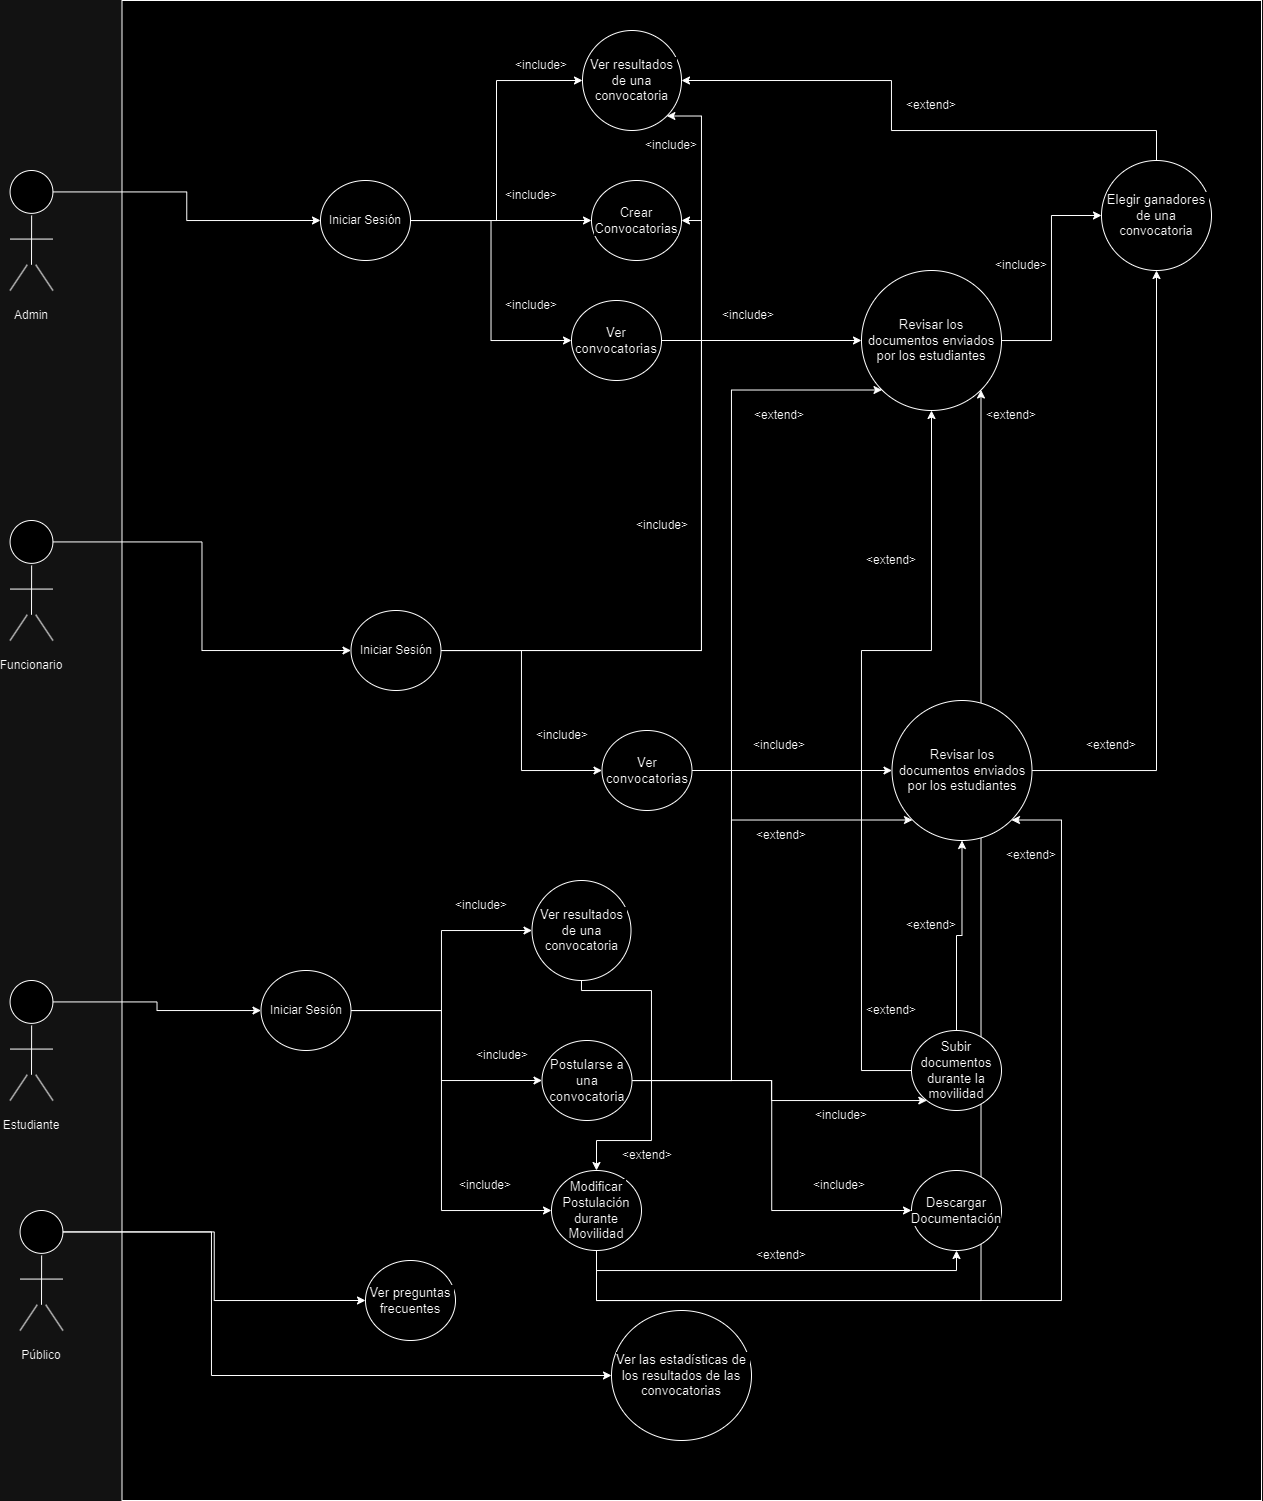 <include>
Ver resultados
de una
convocatoria
<extend>
<include>
<include>
Iniciar Sesión
Crear
Convocatorias
Elegir ganadores
de una
convocatoria
<include>
Admin
<include>
Ver
convocatorias
<include>
Revisar los
documentos enviados
por los estudiantes
<extend>
<extend>
<include>
<extend>
Funcionario
Iniciar Sesión
<include>
Ver
convocatorias
<include>
Revisar los
documentos enviados
por los estudiantes
<extend>
<extend>
<extend>
<include>
Ver resultados
de una
convocatoria
<extend>
Iniciar Sesión
<extend>
Estudiante
<include>
Postularse a
una
convocatoria
Subir
documentos
durante la
movilidad
<include>
<extend>
<include>
Modificar
Postulación
durante
Movilidad
<include>
Descargar
Documentación
<extend>
Público
Ver preguntas
frecuentes
Ver las estadísticas de
los resultados de las
convocatorias